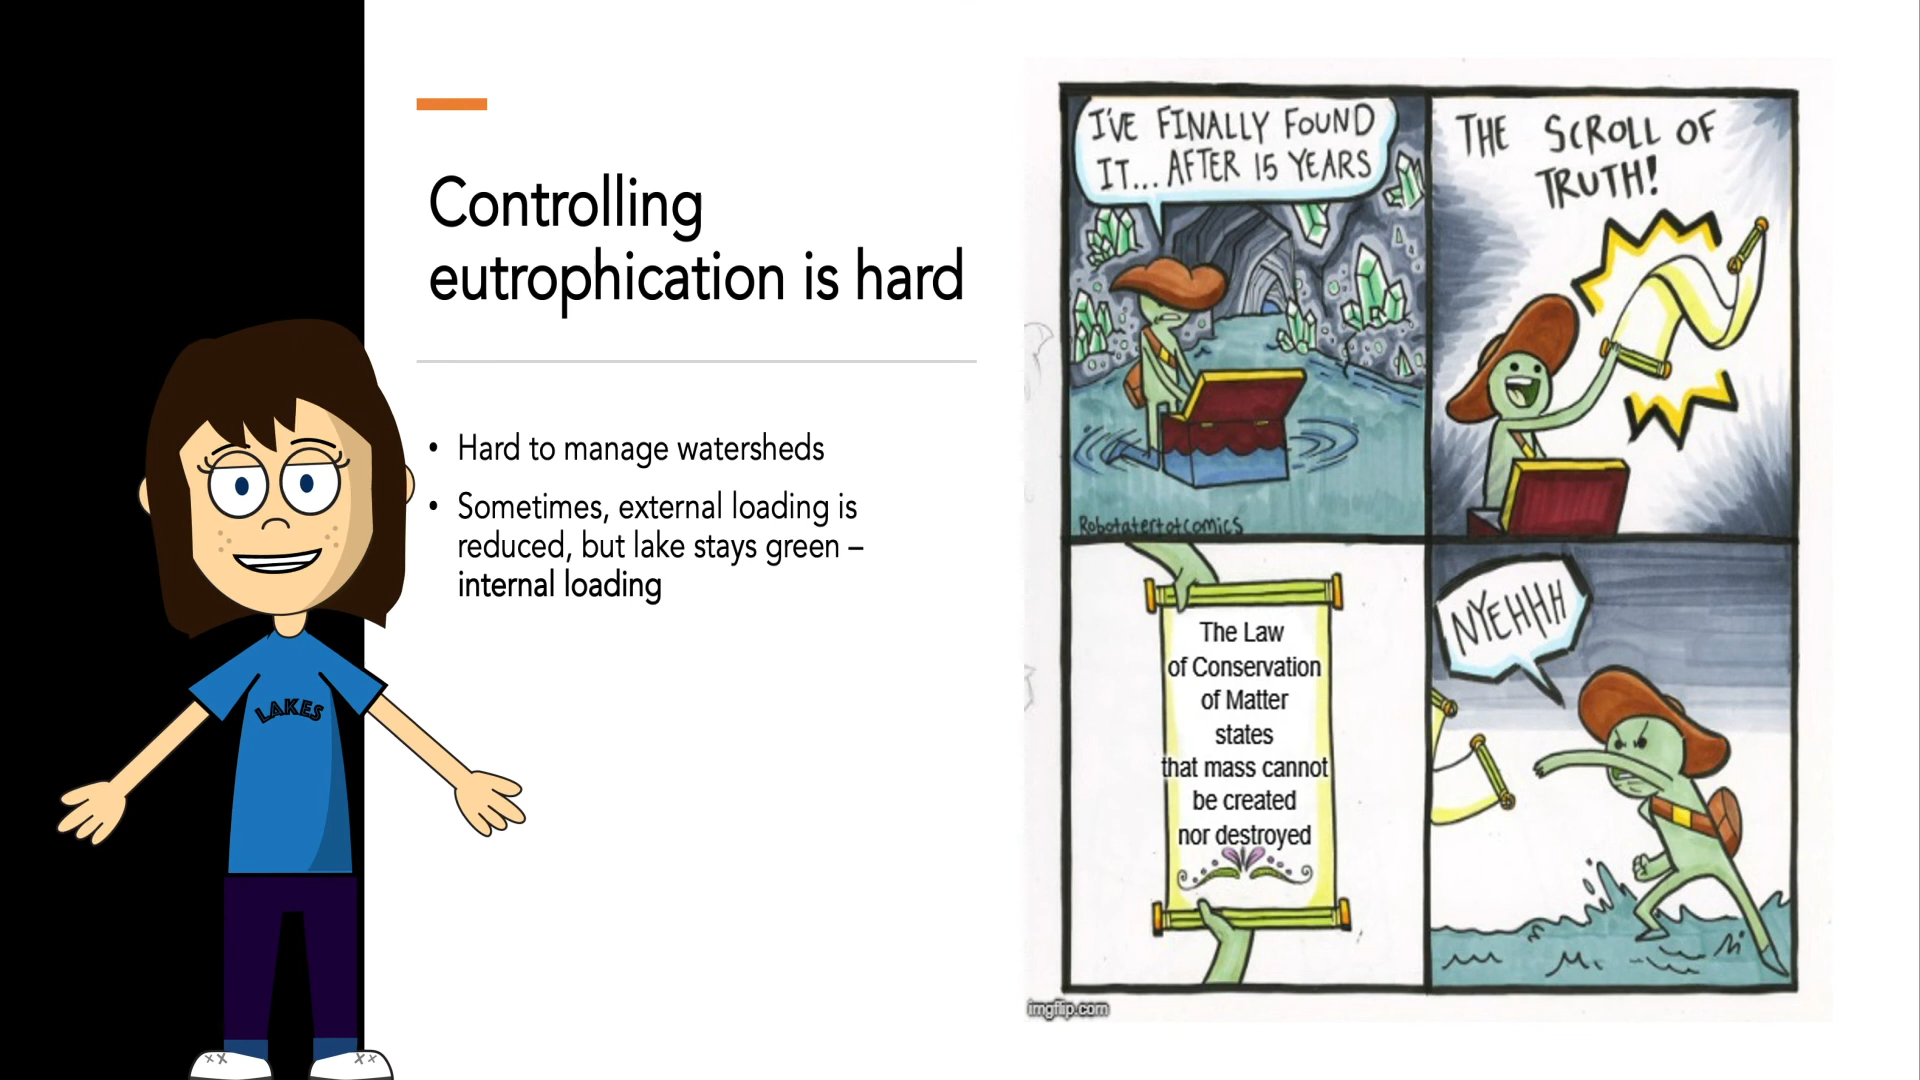 Controlling
eutrophication is hard
• Hard to manage watersheds
• Sometimes, external loading is
reduced, but lake stays green –
internal loading
LAKES
I'VE FINALLY FOUND
IT... AFTER 15 YEARS
Robotatertotcomics
THE SCROLL OF
TRUTH!
The Law
of Conservation
of Matter
states
that mass cannot
be created
nor destroyed
NYEHHH
imgflip.com